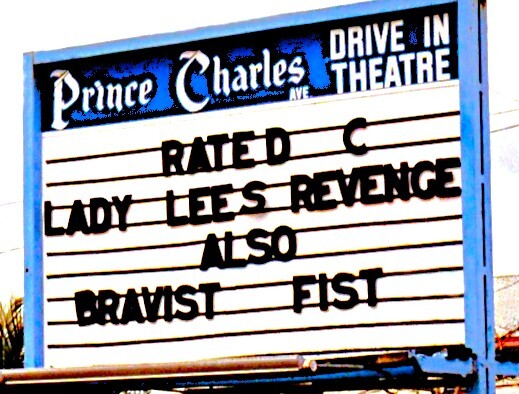 Prince Charles AVE DRIVE IN THEATRE
RATED C
LADY LEES REVENGE
ALSO
BRAVIST FIST